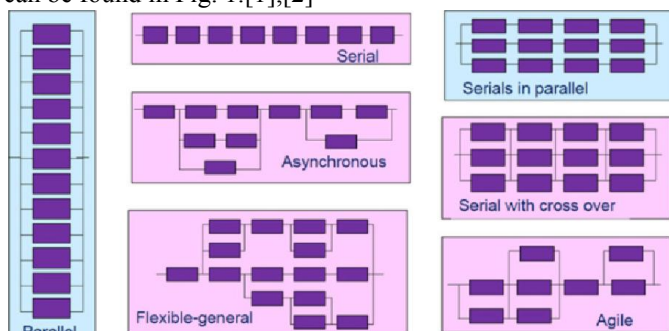 can be found in Fig. 1.[1],[2]
Serial
Serials in parallel
Asynchronous
Serial with cross over
Flexible-general
Agile
Parallel